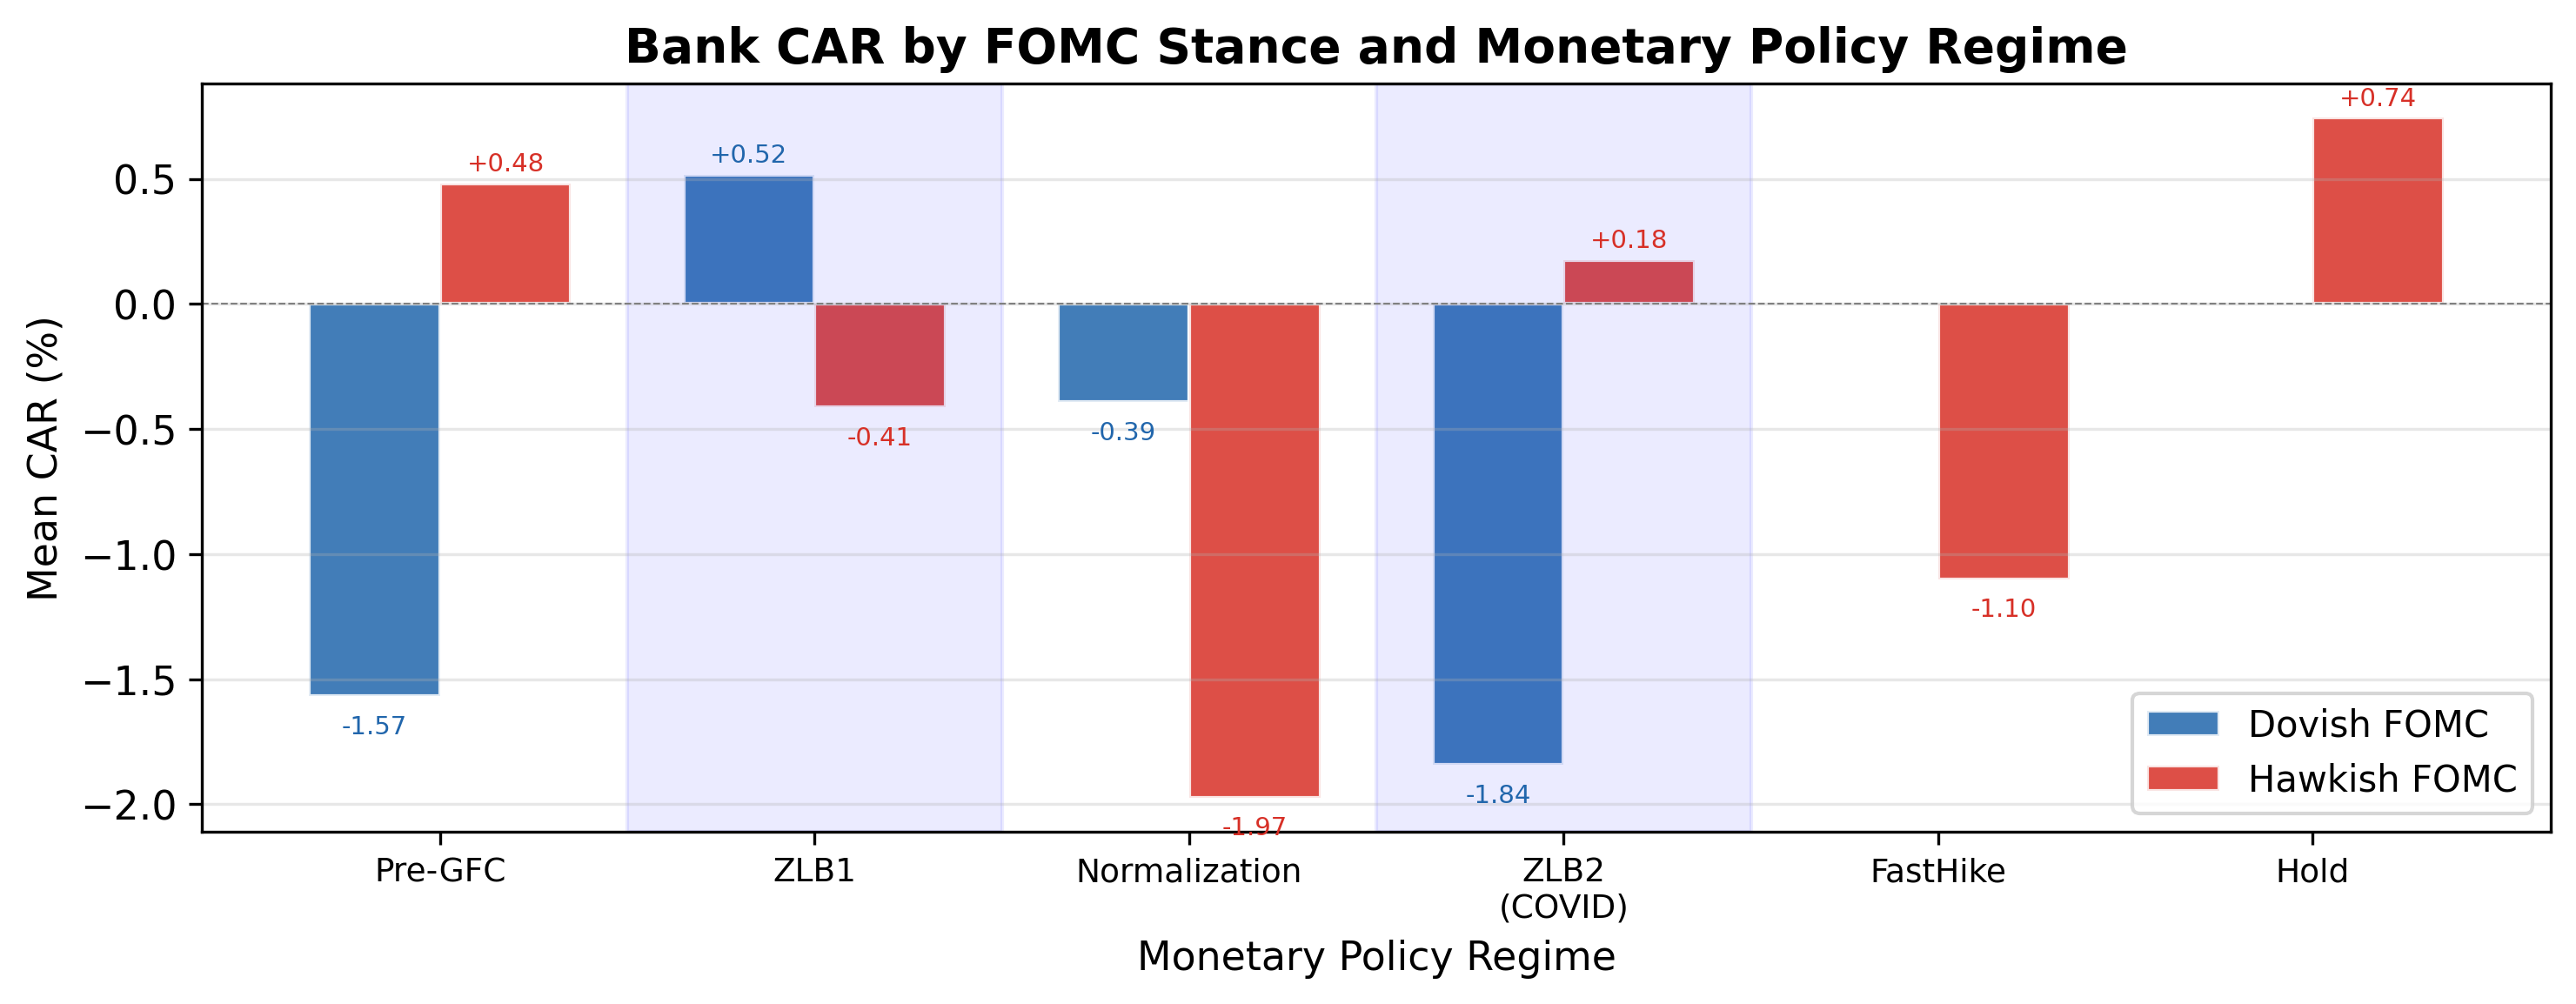 Bank CAR by FOMC Stance and Monetary Policy Regime
Mean CAR (%)
0.5
0.0
−0.5
−1.0
−1.5
−2.0
-1.57
+0.48
+0.52
-0.41
-0.39
-1.97
-1.84
+0.18
-1.10
+0.74
Dovish FOMC
Hawkish FOMC
Pre-GFC
ZLB1
Normalization
ZLB2
(COVID)
FastHike
Hold
Monetary Policy Regime